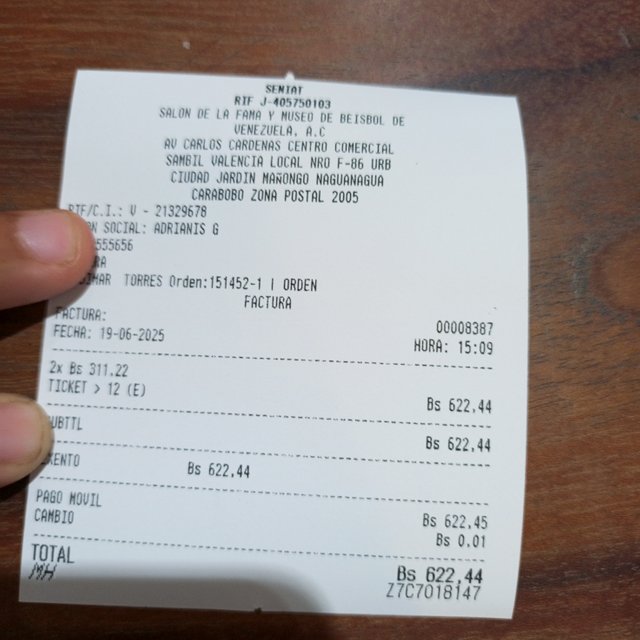 SENIAT
RIF J-405750103
SALON DE LA FAMA Y MUSEO DE BEISBOL DE
VENEZUELA, A.C
AV CARLOS CARDENAS CENTRO COMERCIAL
SAMBIL VALENCIA LOCAL NRO F-86 URB
CIUDAD JARDIN MAÑONGO NAGUANAGUA
CARABOBO ZONA POSTAL 2005
RIF/C.I.: V - 21329678
SOCIAL: ADRIANIS G
555656
TORRES Orden:151452-1 | ORDEN
FACTURA
FACTURA: 00008387
FECHA: 19-06-2025 HORA: 15:09
2x Bs 311,22
TICKET > 12 (E) Bs 622,44
UBTTL Bs 622,44
XENTO Bs 622,44
PAGO MOVIL Bs 622,45
CAMBIO Bs 0,01
TOTAL Bs 622,44
MH Z7C7018147